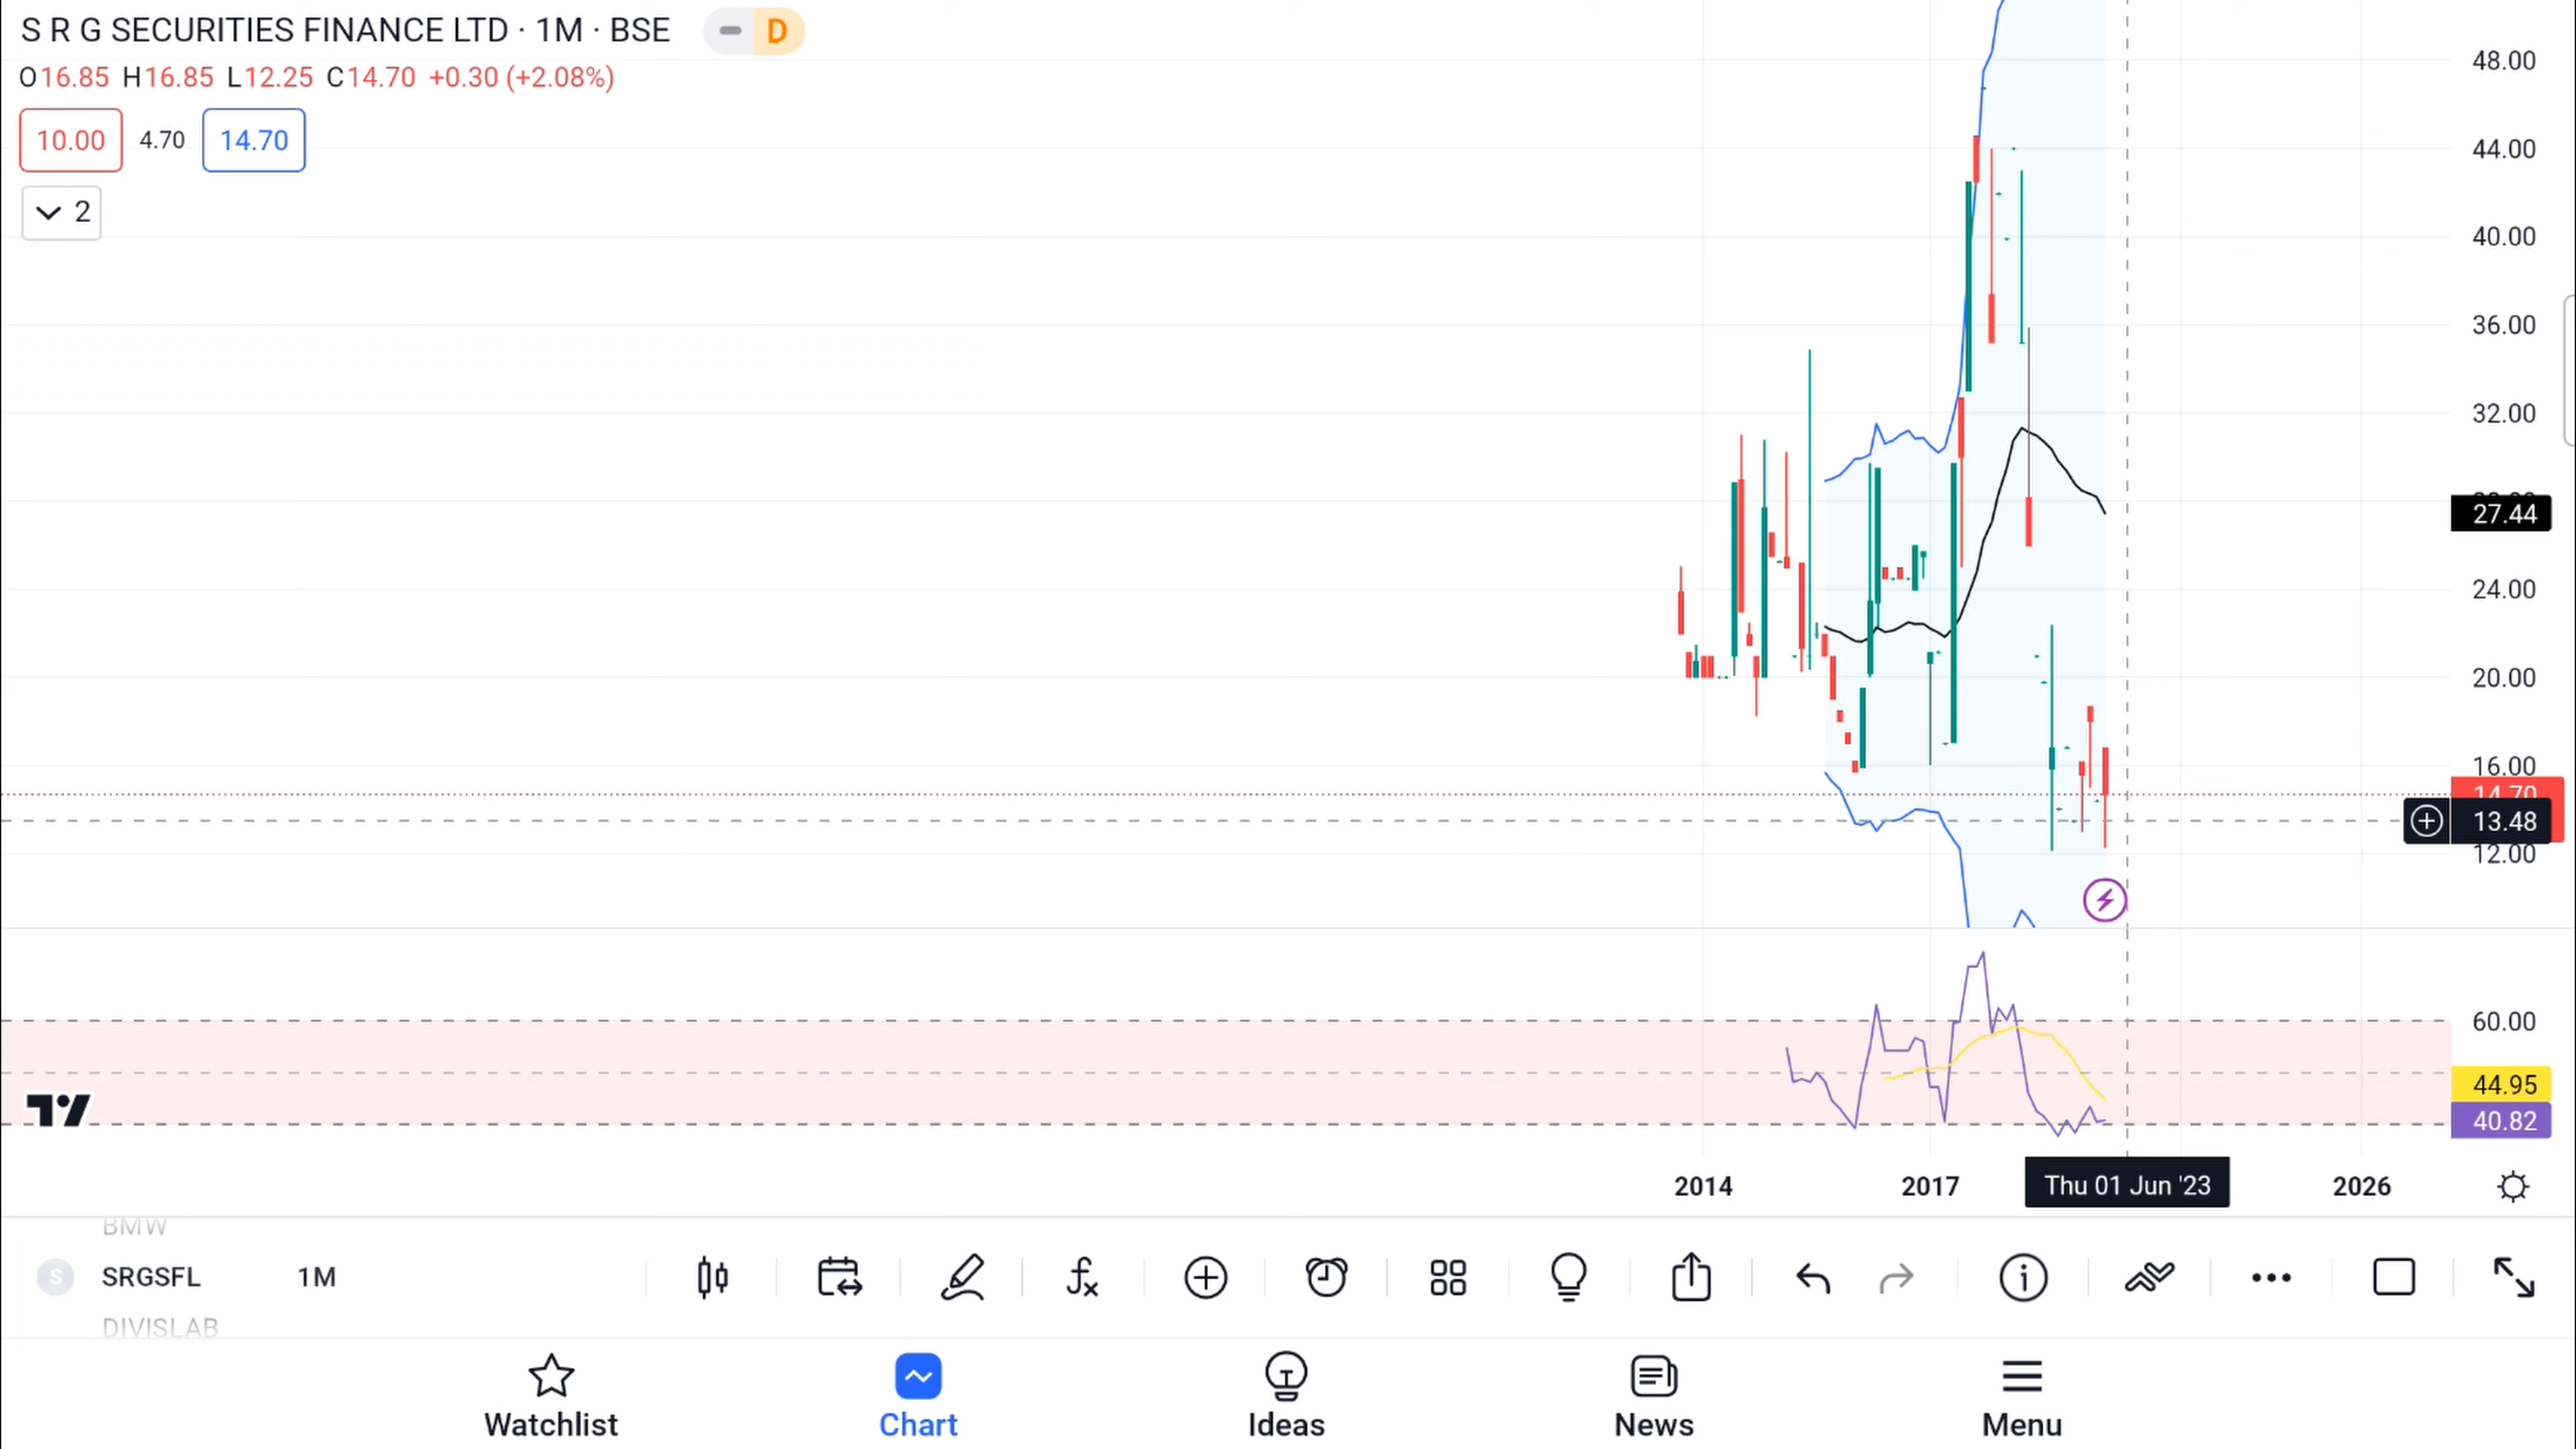 S R G SECURITIES FINANCE LTD · 1M · BSE D
O16.85 H16.85 L12.25 C14.70 +0.30 (+2.08%)
10.00 4.70 14.70
2
48.00
44.00
40.00
36.00
32.00
27.44
24.00
20.00
16.00
14.70
13.48
12.00
60.00
44.95
40.82
2014 2017 Thu 01 Jun '23 2026
BMW
S SRGSFL 1M
DIVISLAB
Watchlist Chart Ideas News Menu